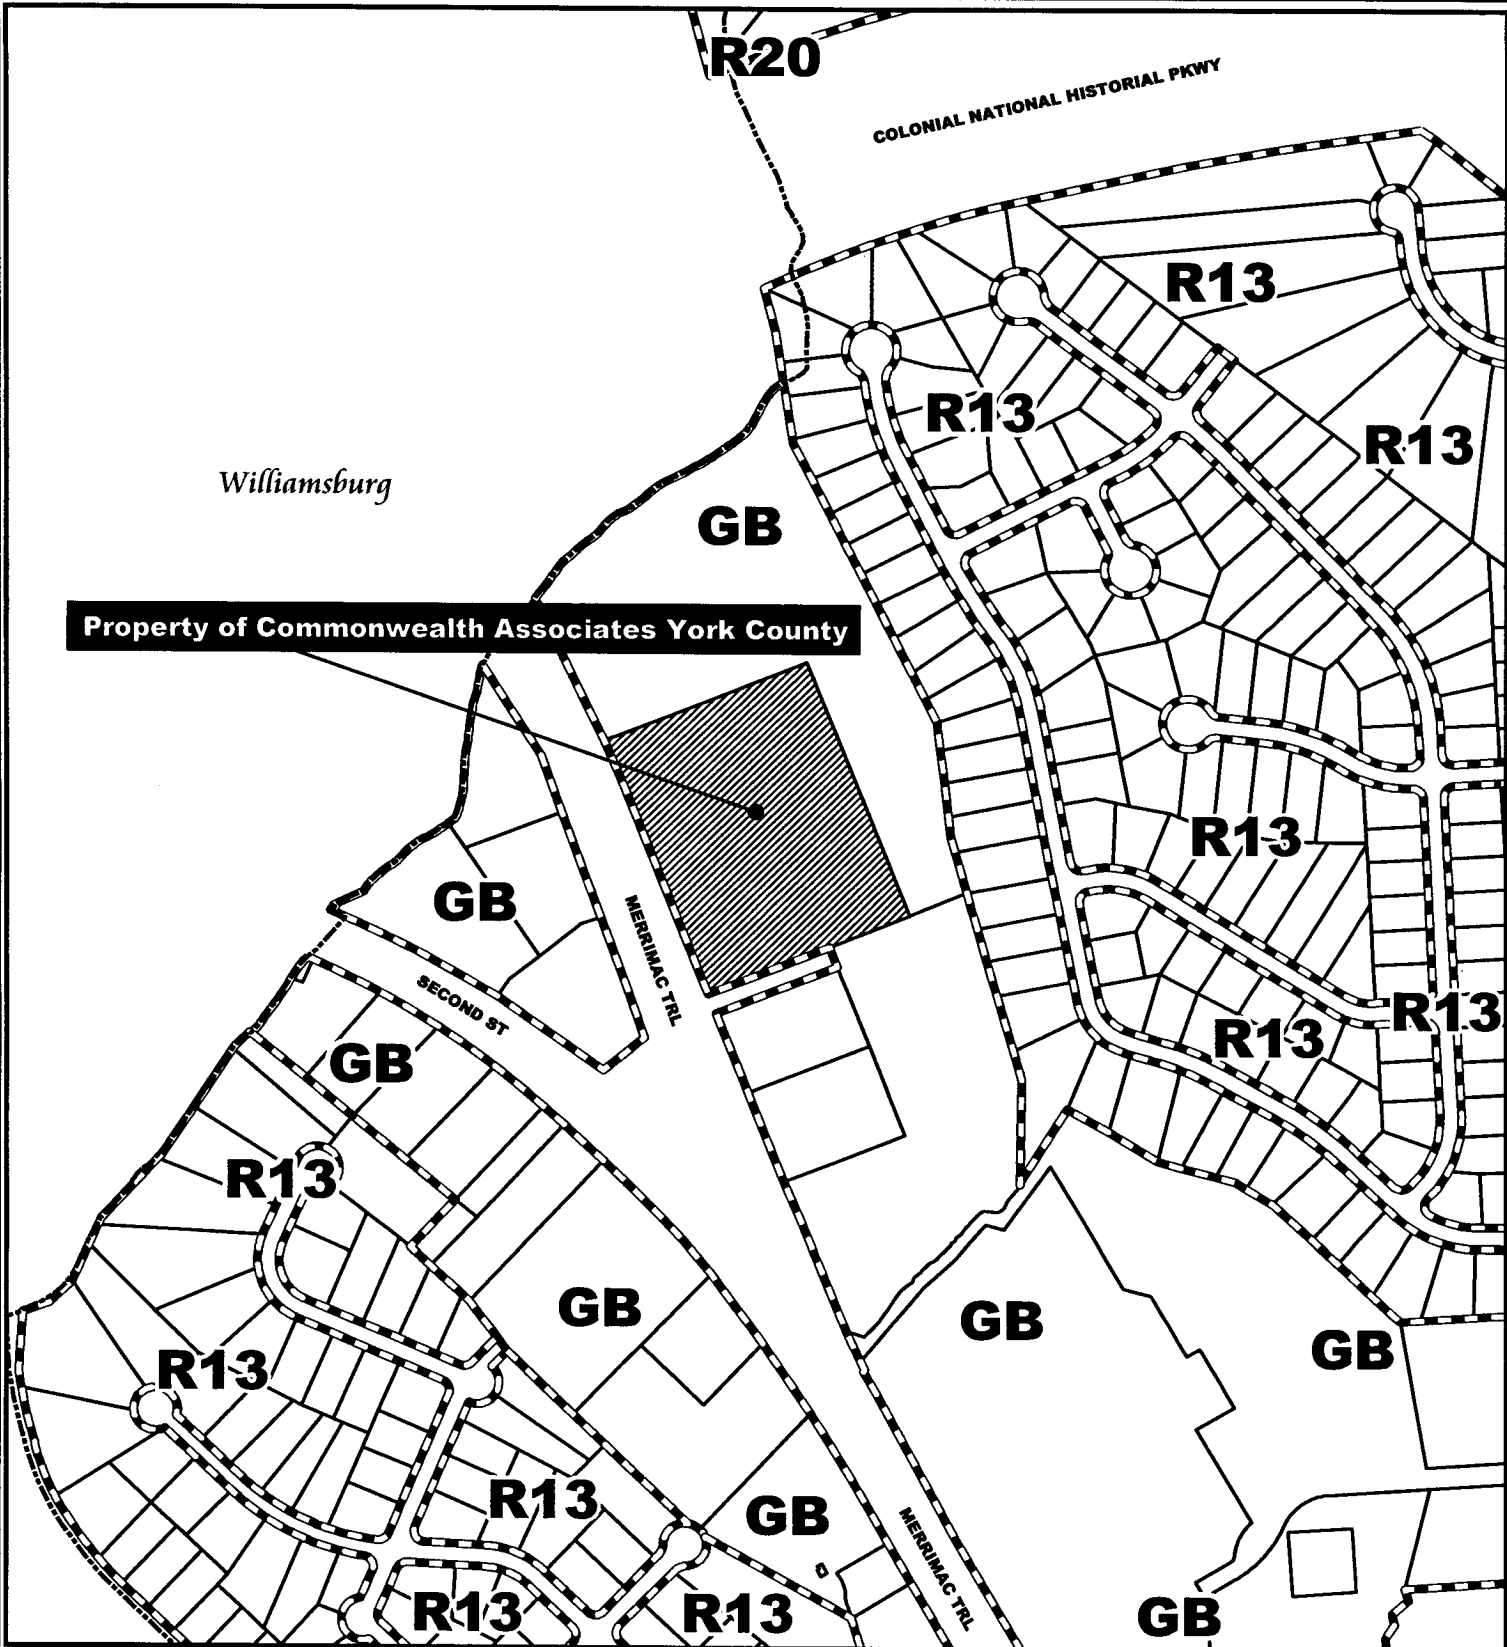 R20
COLONIAL NATIONAL HISTORIAL PKWY
R13
R13
R13
Williamsburg
GB
Property of Commonwealth Associates York County
R13
GB
MERRIMAC TRL
SECOND ST
R13
R13
GB
R13
GB
GB
GB
R13
R13
GB
MERRIMAC TRL
R13
R13
GB